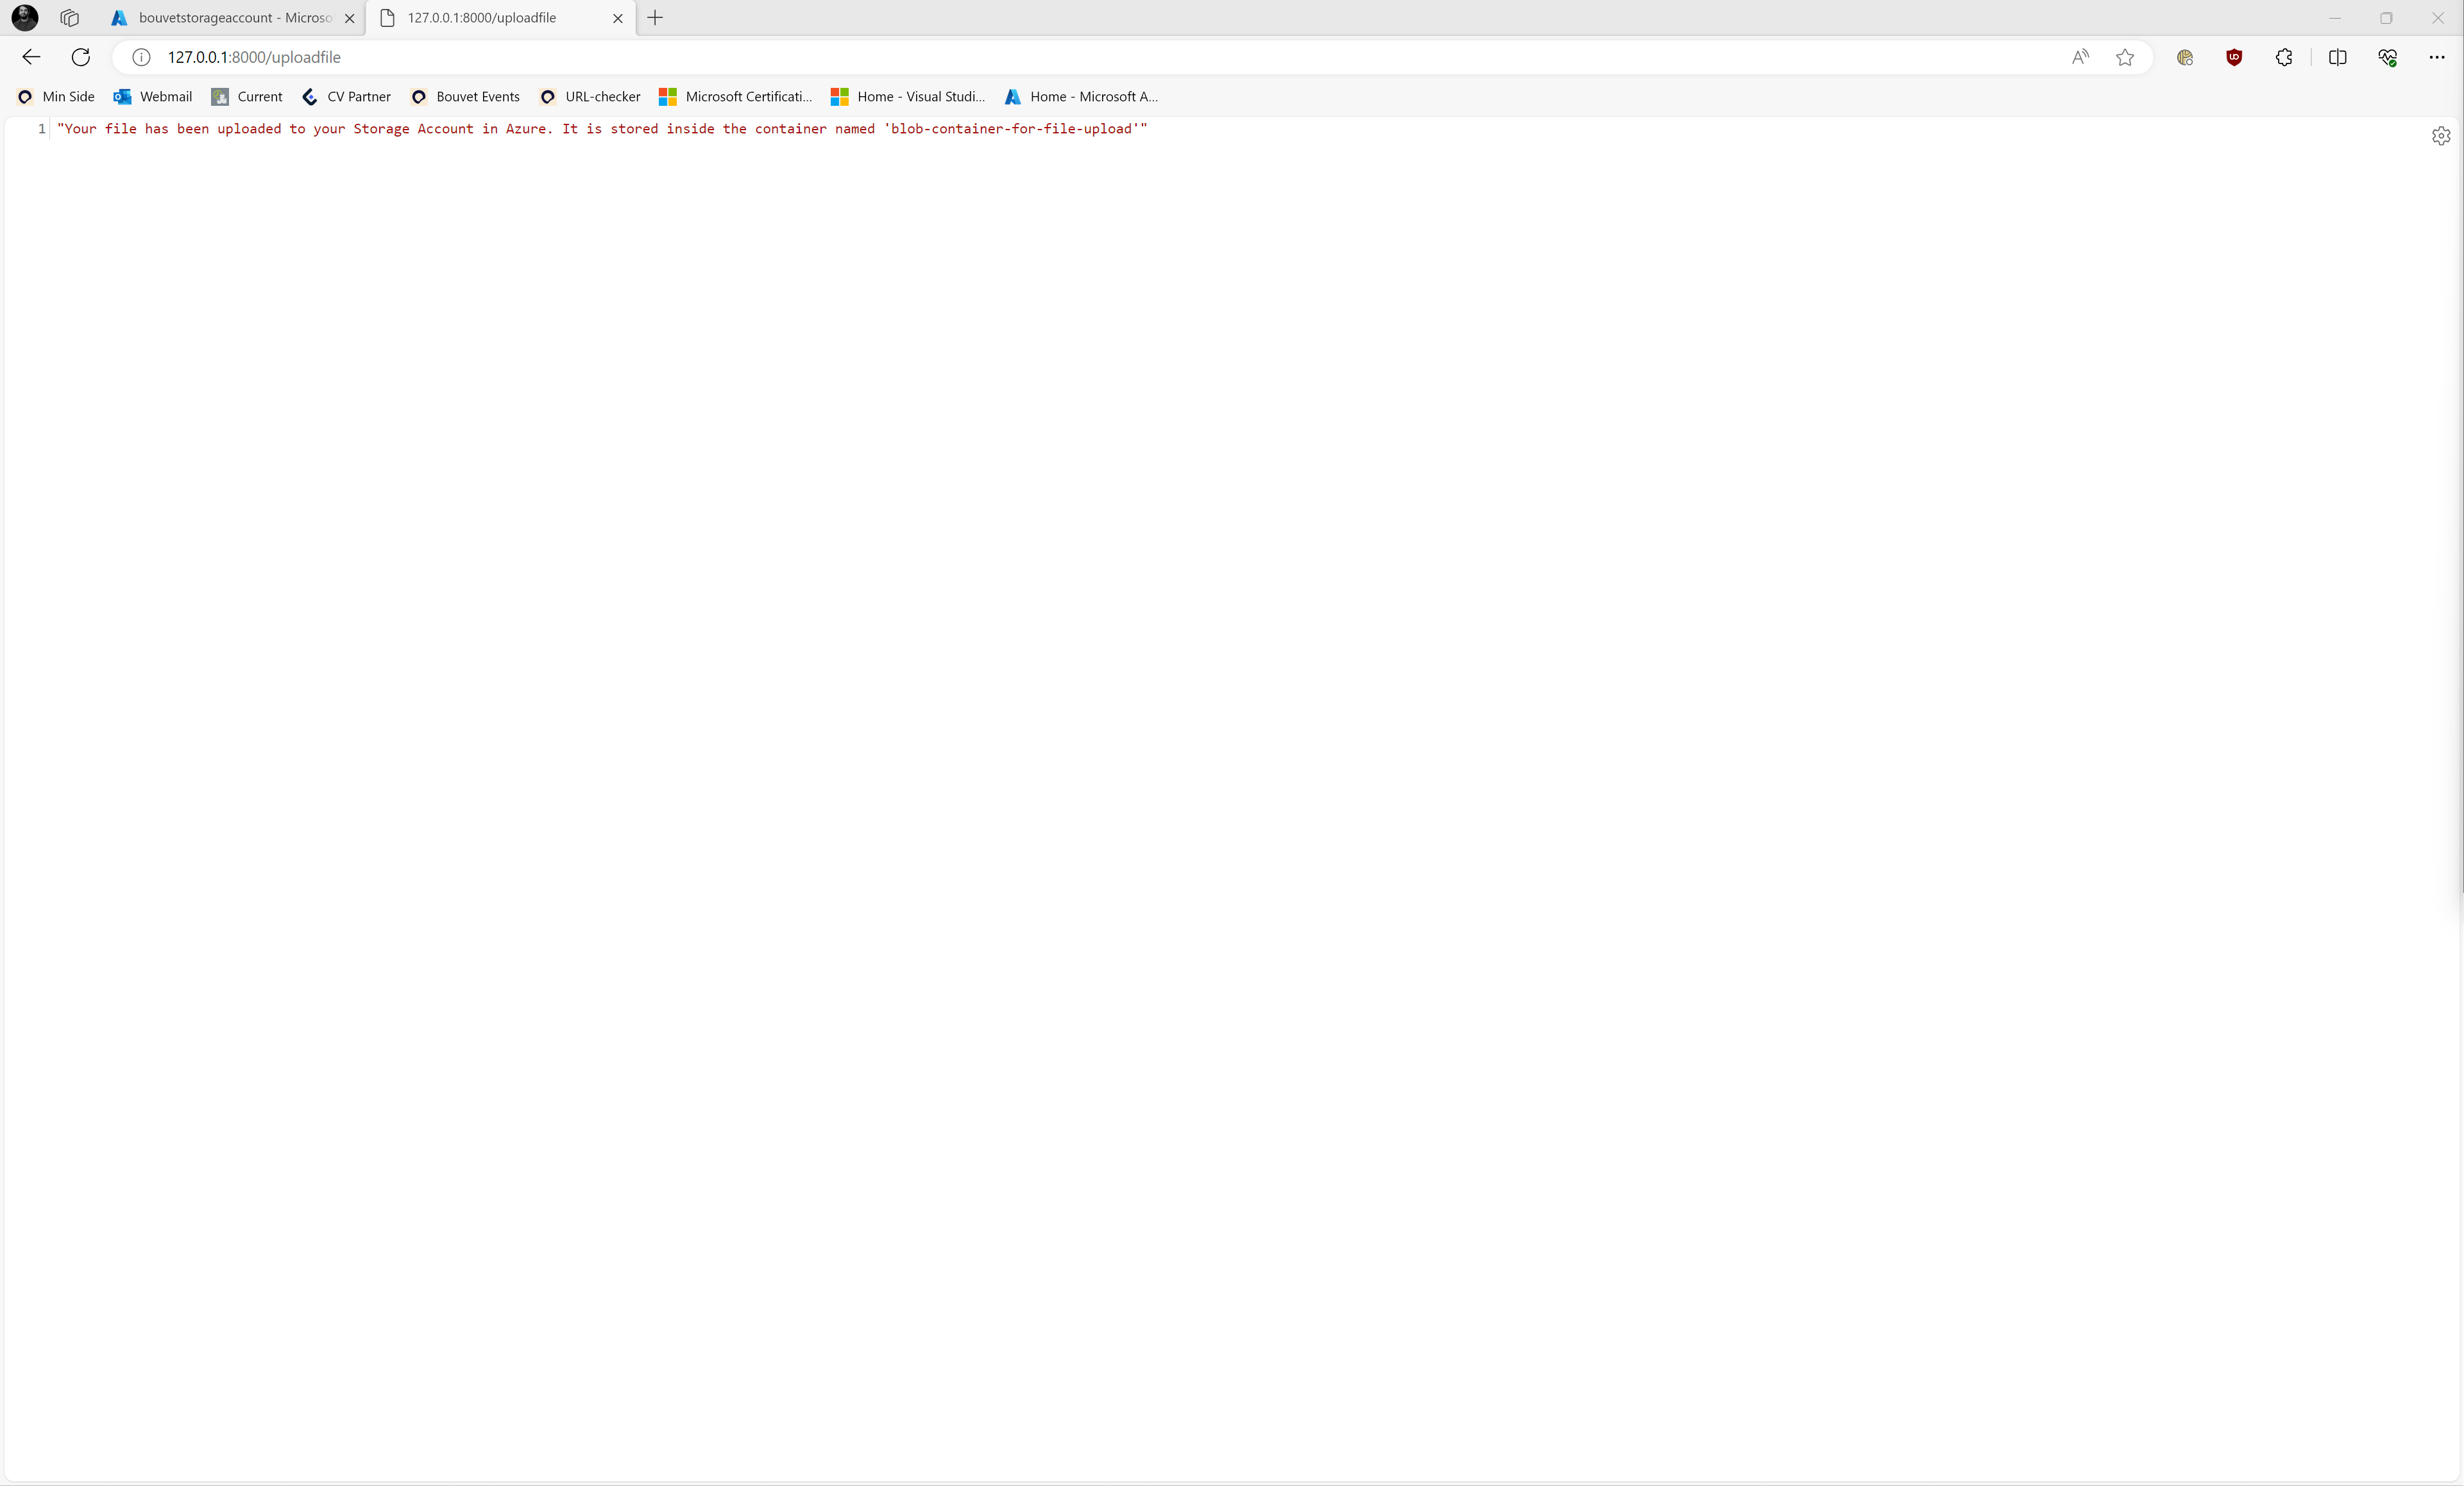 bouvetstorageaccount - Microso
127.0.0.1:8000/uploadfile
127.0.0.1:8000/uploadfile
Min Side
Webmail
Current
CV Partner
Bouvet Events
URL-checker
Microsoft Certificati...
Home - Visual Studi...
Home - Microsoft A...
1 "Your file has been uploaded to your Storage Account in Azure. It is stored inside the container named 'blob-container-for-file-upload'"